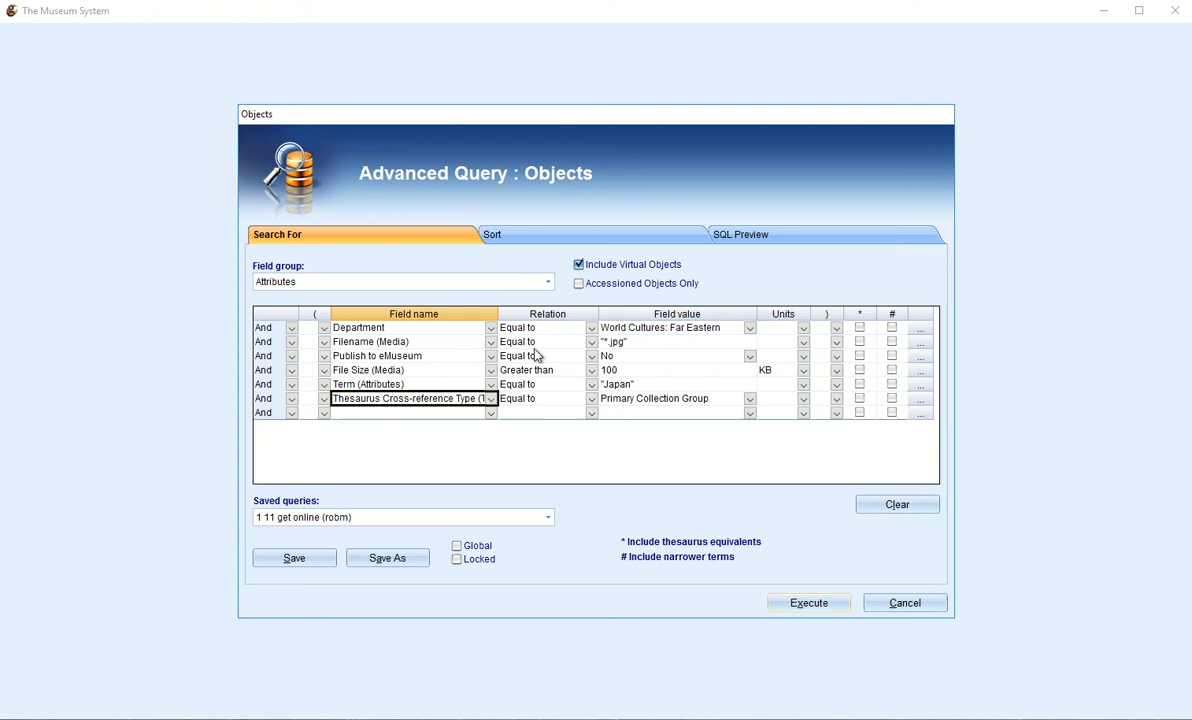 The Museum System
Objects
Advanced Query : Objects
Search For Sort SQL Preview
Field group:
Attributes
Include Virtual Objects
Accessioned Objects Only
( Field name Relation Field value Units ) * #
And Department Equal to World Cultures: Far Eastern ...
And Filename (Media) Equal to "*.jpg" ...
And Publish to eMuseum Equal to No ...
And File Size (Media) Greater than 100 KB ...
And Term (Attributes) Equal to "Japan" ...
And Thesaurus Cross-reference Type (T Equal to Primary Collection Group ...
And ...
Saved queries:
1 11 get online (robm)
Clear
Save Save As
Global
Locked
* Include thesaurus equivalents
# Include narrower terms
Execute Cancel